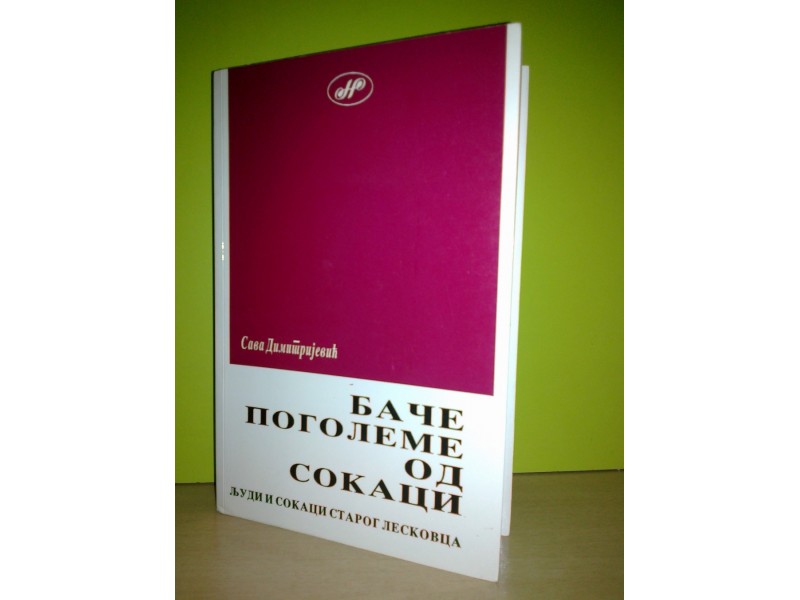 Сава Димитријевић
БАЧЕ
ПОГОЛЕМЕ
ОД
СОКАЦИ
ЉУДИ И СОКАЦИ СТАРОГ ЛЕСКОВЦА